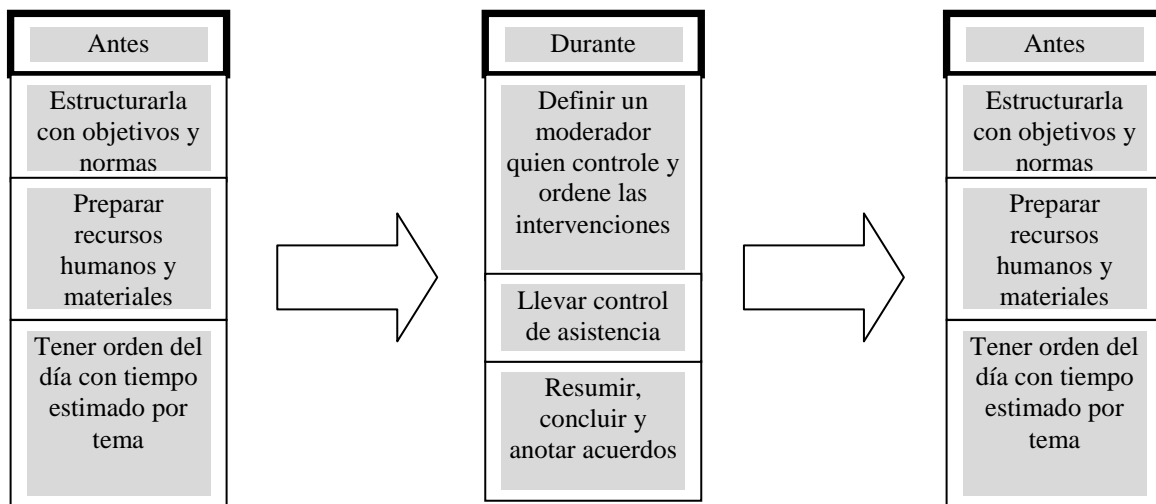 Antes
Estructurarla
con objetivos y
normas
Preparar
recursos
humanos y
materiales
Tener orden del
día con tiempo
estimado por
tema
Durante
Definir un
moderador
quien controle y
ordene las
intervenciones
Llevar control
de asistencia
Resumir,
concluir y
anotar acuerdos
Antes
Estructurarla
con objetivos y
normas
Preparar
recursos
humanos y
materiales
Tener orden del
día con tiempo
estimado por
tema